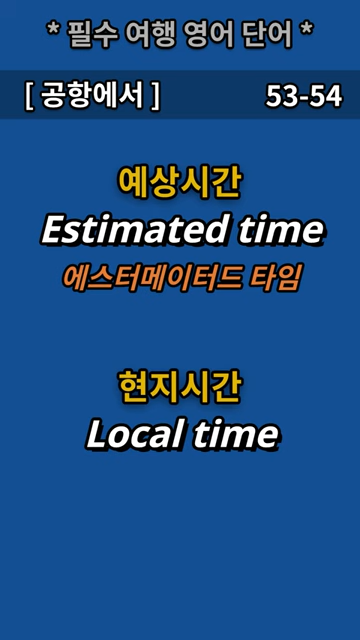 * 필수 여행 영어 단어 *
[ 공항에서 ] 53-54
예상시간
Estimated time
에스터메이터드 타임
현지시간
Local time